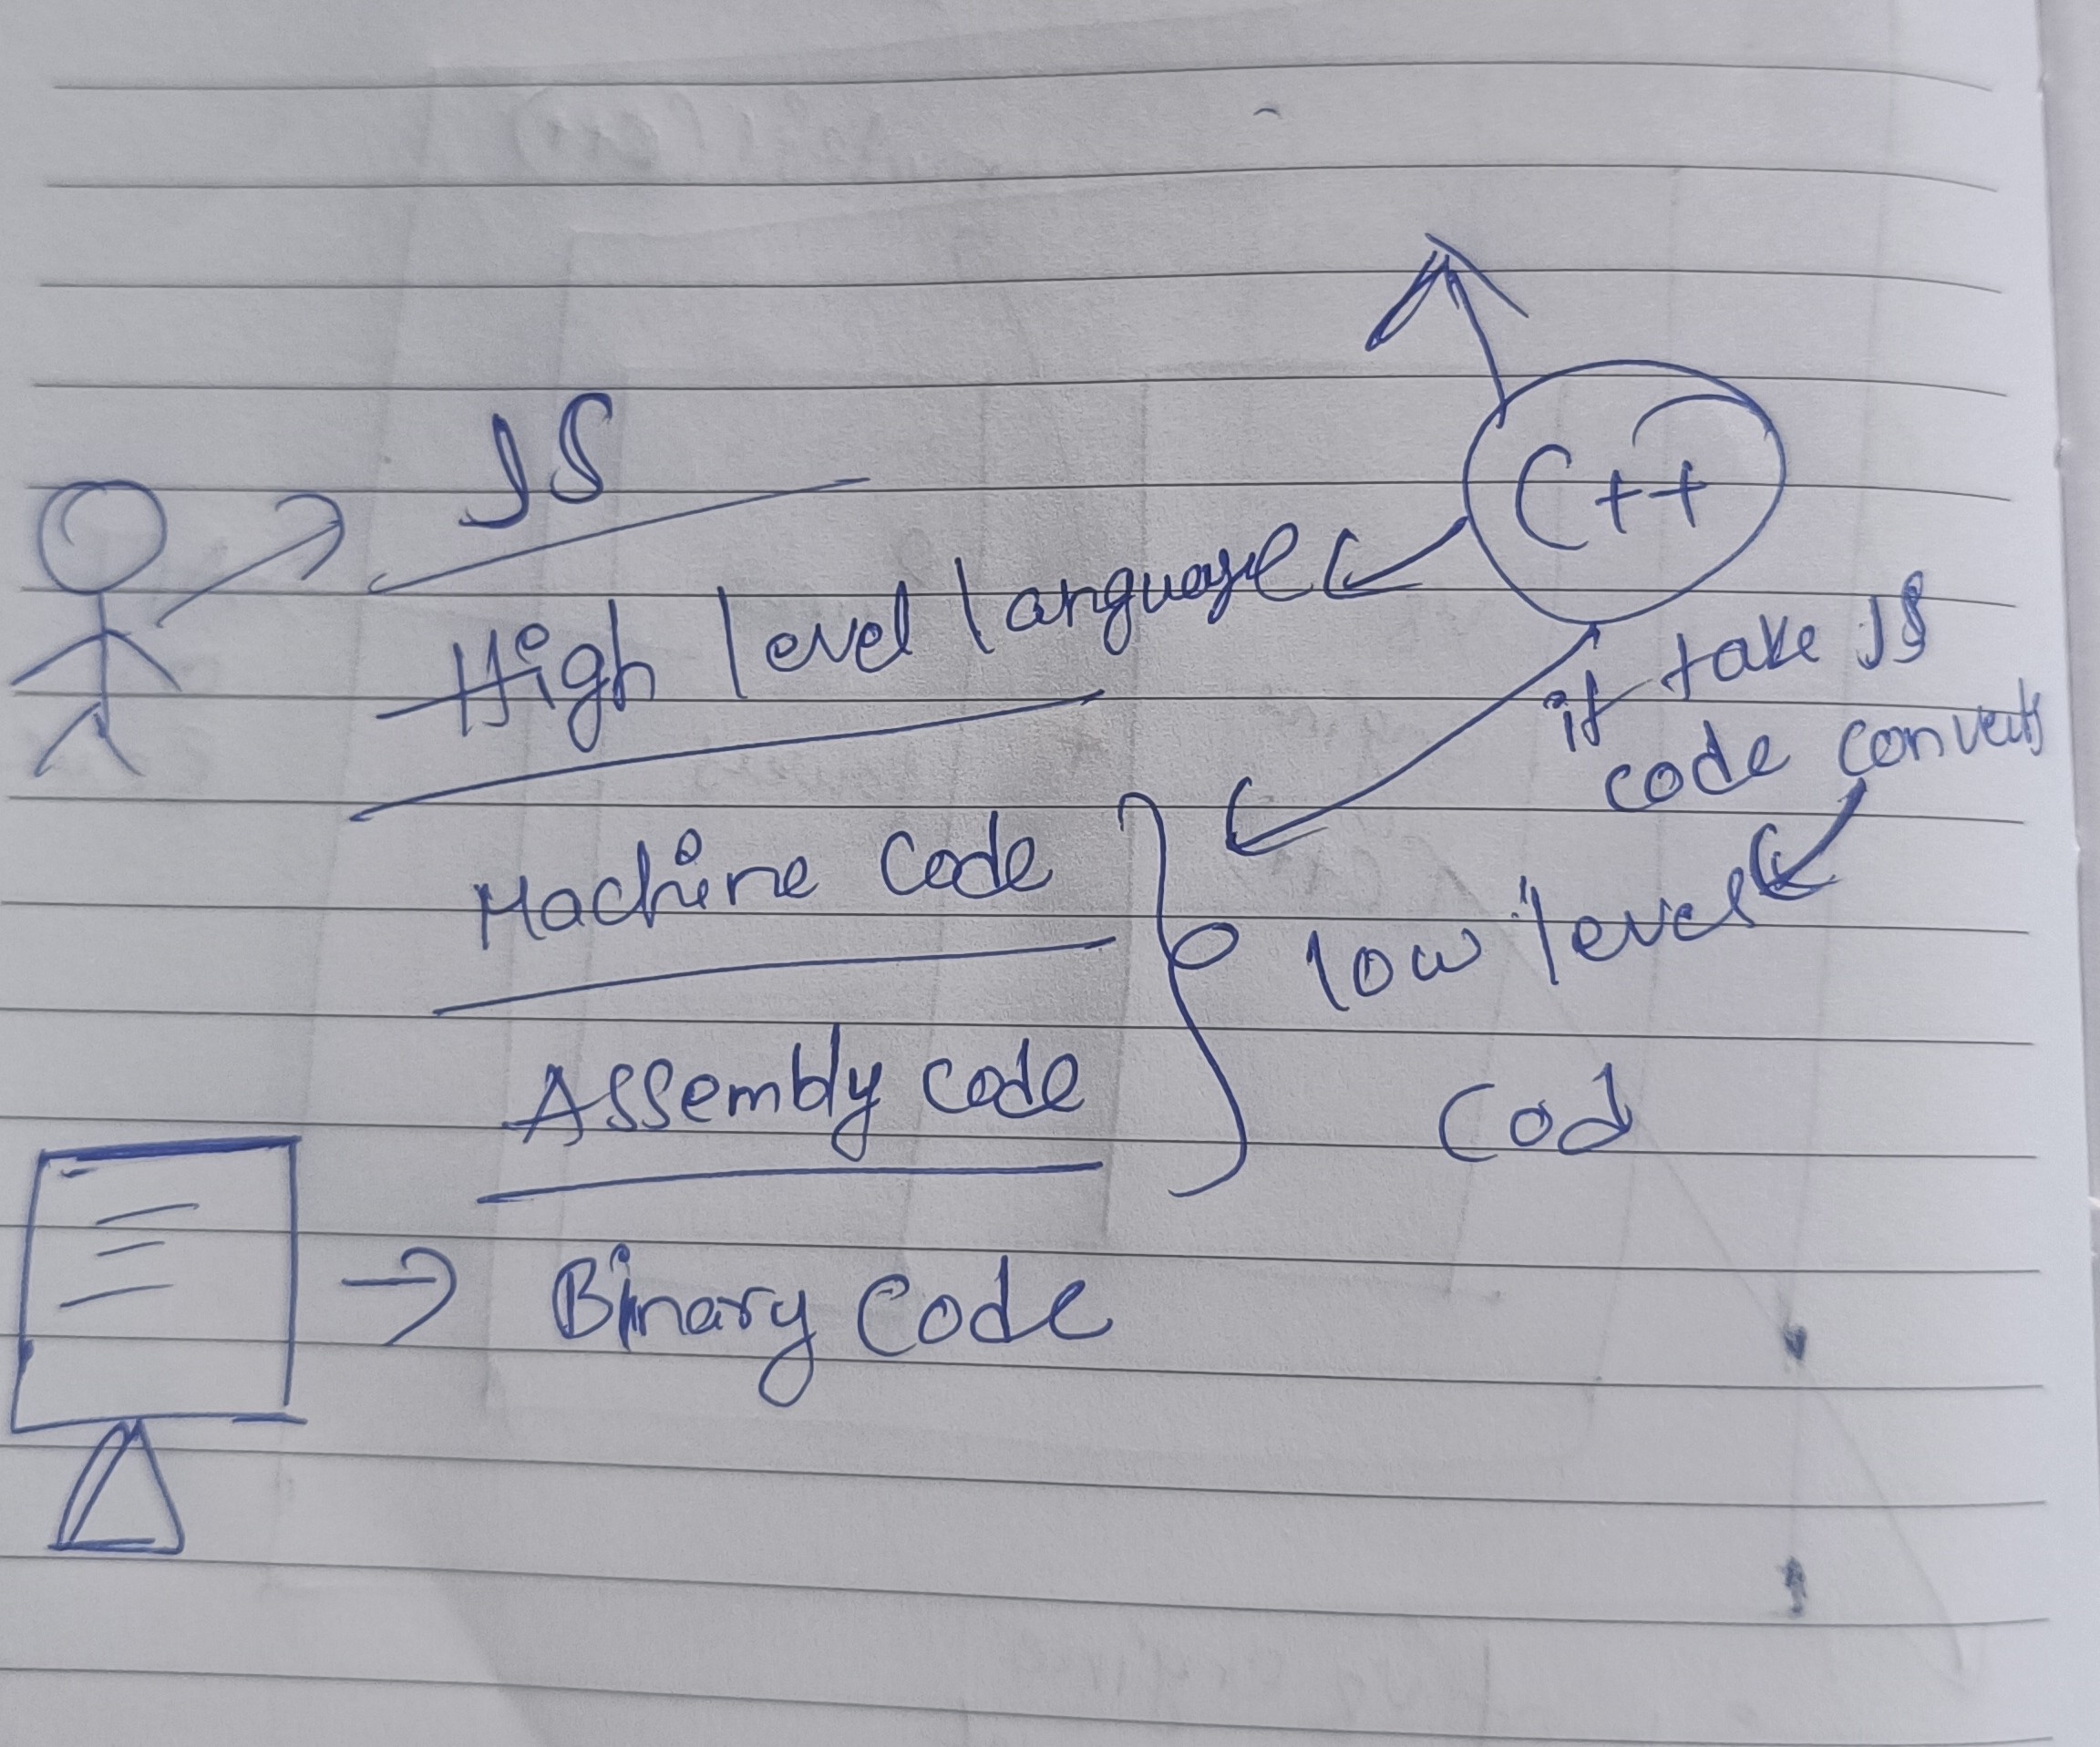 JS
C++
High level language
it take JS
code converts
Machine Code
low level
Assembly code
Cod
Binary Code